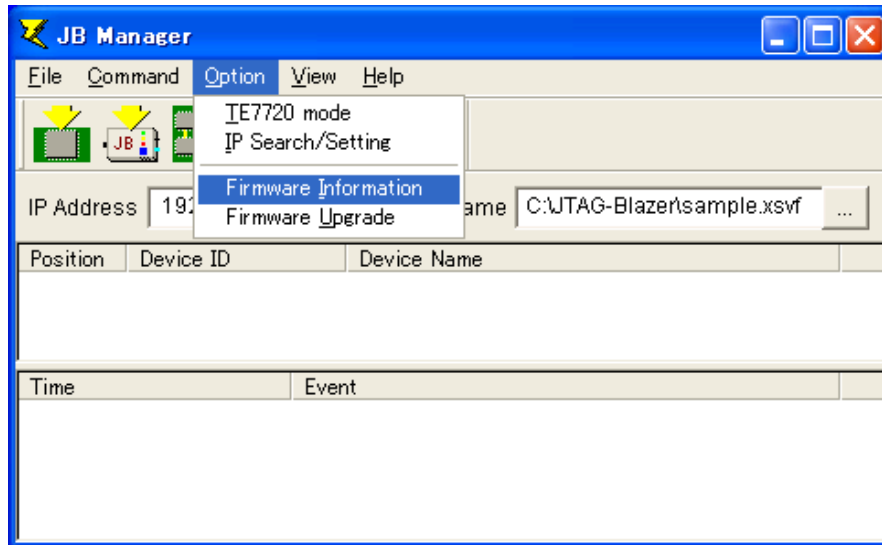 JB Manager
File Command Option View Help
TE7720 mode
IP Search/Setting
Firmware Information
Firmware Upgrade
JB
IP Address 192 ame C:\JTAG-Blazer\sample.xsvf ...
Position Device ID Device Name
Time Event